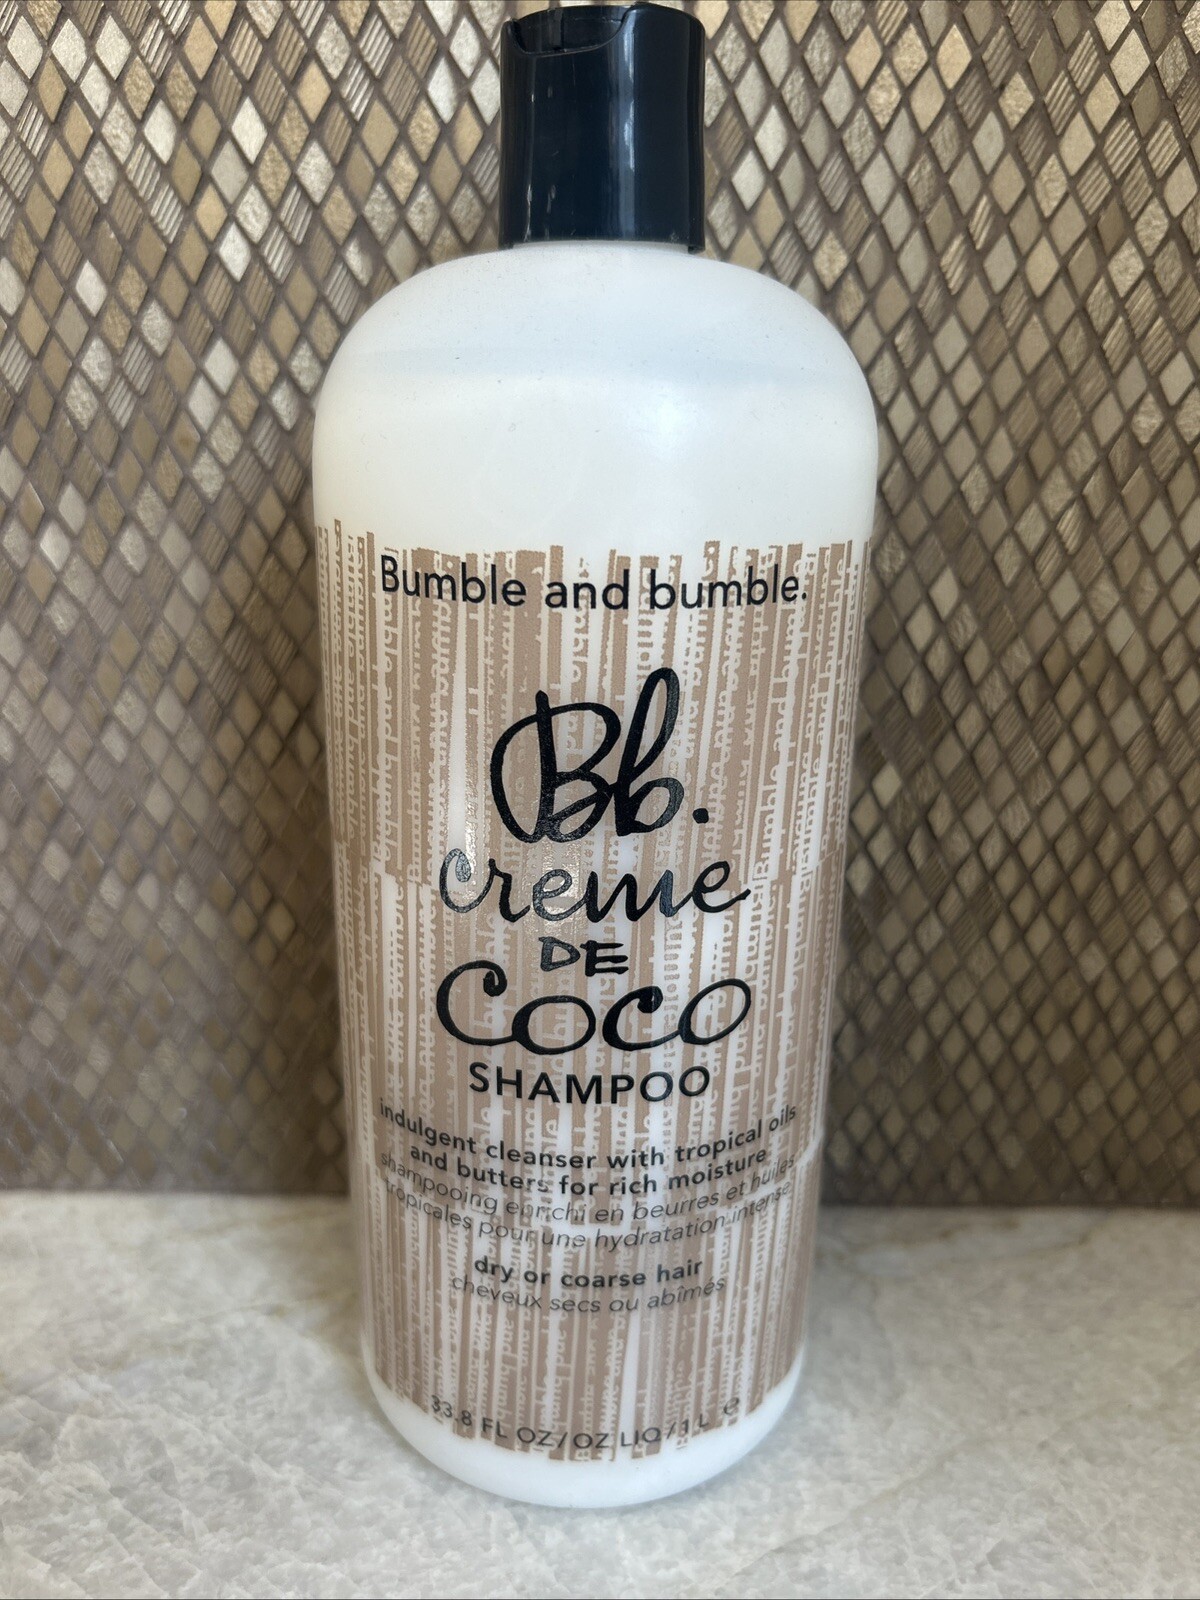 Bumble and bumble.
Bb.
creme
DE
COCO
SHAMPOO
indulgent cleanser with tropical oils
and butters for rich moisture
shampooing enrichi en beurres et huiles
tropicales pour une hydratation intense
dry or coarse hair
cheveux secs ou abîmés
33.8 FL OZ/OZ LIQ/1L e